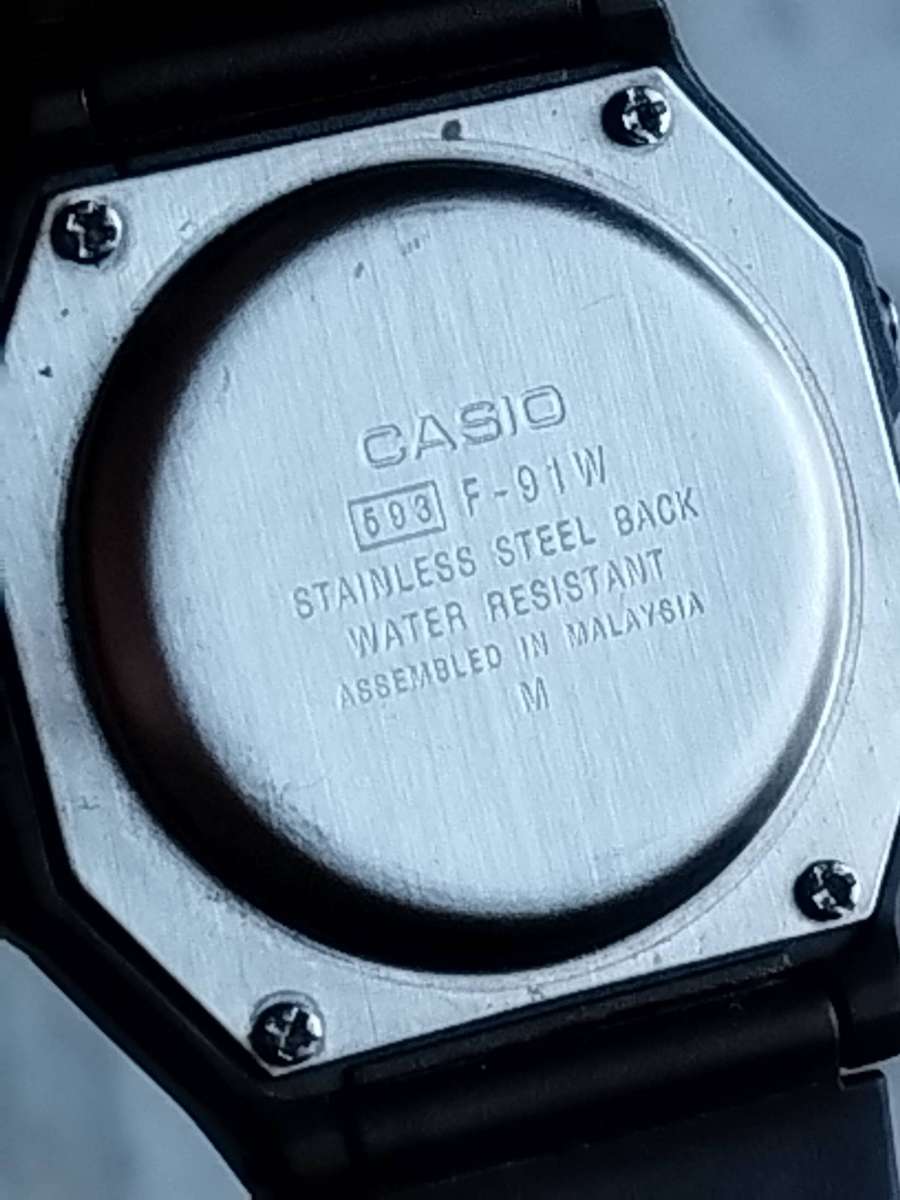 CASIO
593 F-91W
STAINLESS STEEL BACK
WATER RESISTANT
ASSEMBLED IN MALAYSIA
M